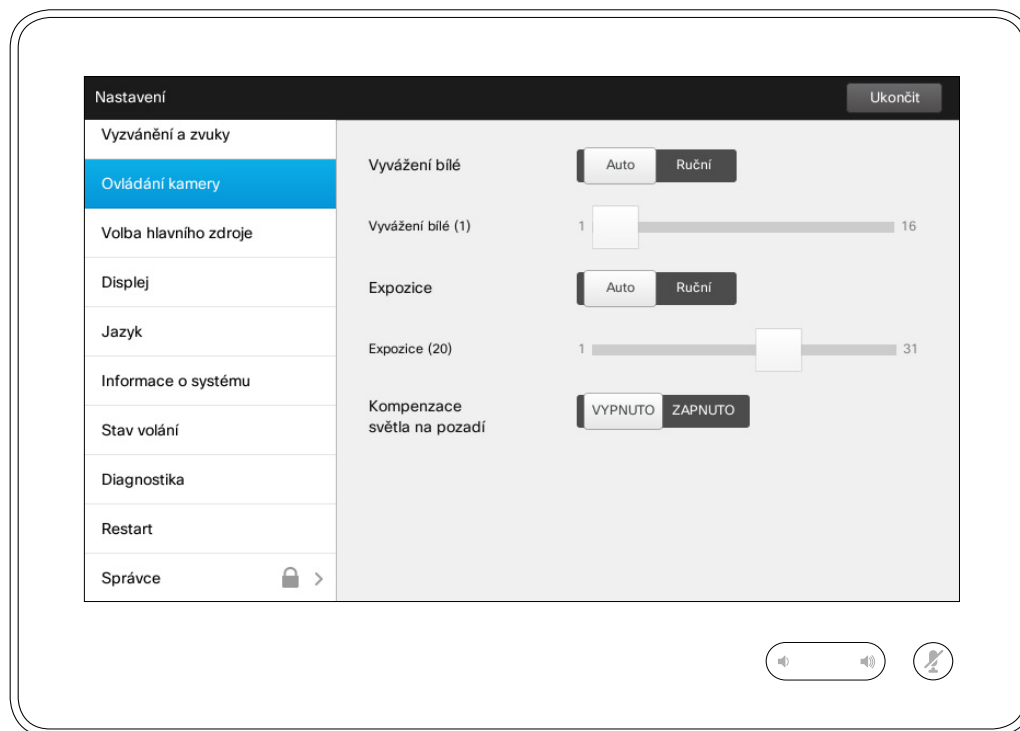 Nastavení
Ukončit
Vyzvánění a zvuky
Ovládání kamery
Volba hlavního zdroje
Displej
Jazyk
Informace o systému
Stav volání
Diagnostika
Restart
Správce
Vyvážení bílé
Auto
Ruční
Vyvážení bílé (1)
1
16
Expozice
Auto
Ruční
Expozice (20)
1
31
Kompenzace
světla na pozadí
VYPNUTO
ZAPNUTO